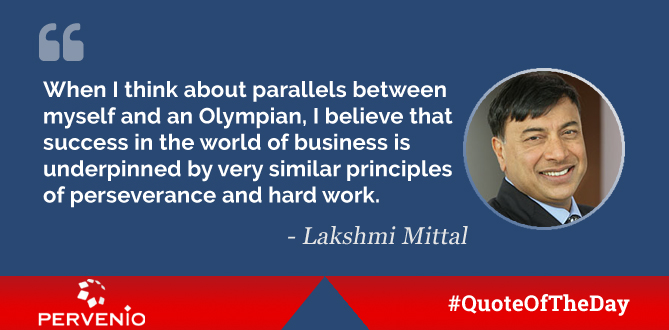 When I think about parallels between
myself and an Olympian, I believe that
success in the world of business is
underpinned by very similar principles
of perseverance and hard work.
- Lakshmi Mittal
PERVENIO
#QuoteOfTheDay